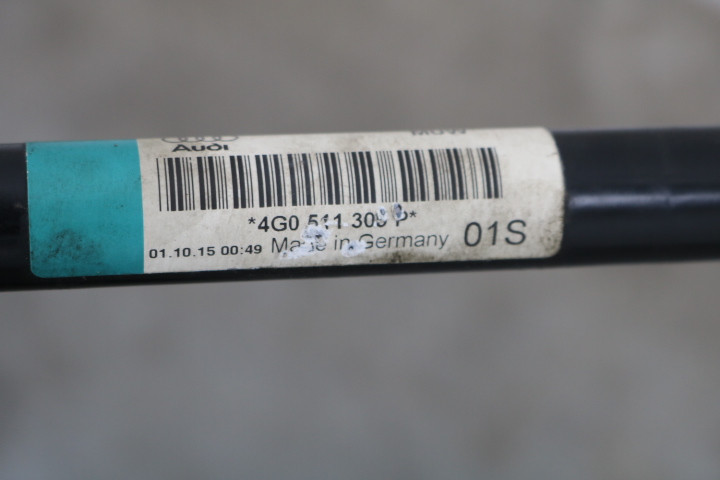 Audi
*4G0 511 309 P*
01.10.15 00:49 Made in Germany 01S